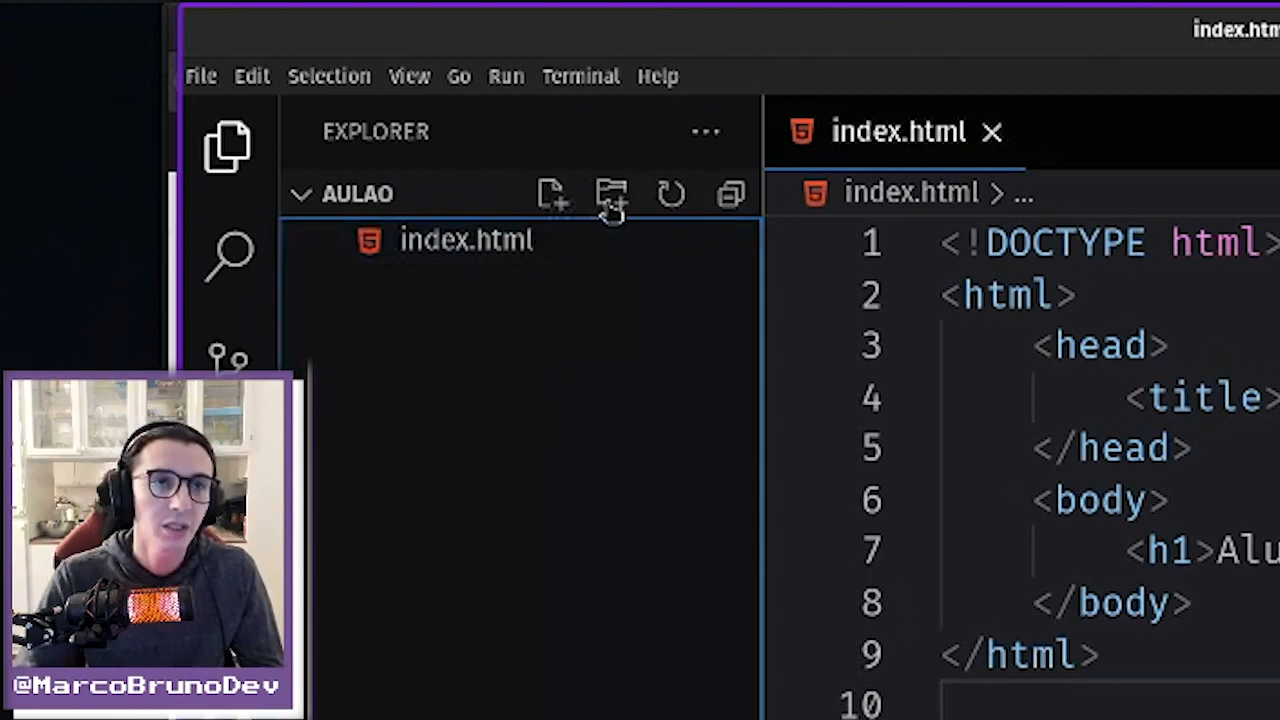 index.htm
File Edit Selection View Go Run Terminal Help
EXPLORER
AULAO
index.html
index.html
index.html > ...
1 <!DOCTYPE html>
2 <html>
3 <head>
4 <title>
5 </head>
6 <body>
7 <h1>Alu
8 </body>
9 </html>
10
@MarcoBrunoDev